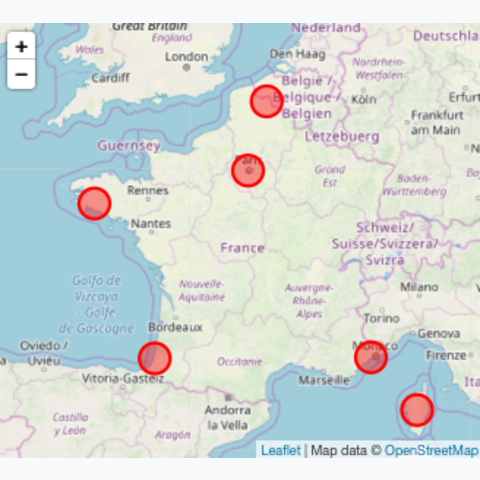 Great Britain
Nederland
Deutschla
+
England
Wales
London
Den Haag
Nordrhein-
Westfalen
−
Cardiff
België /
Belgique /
Belgien
Köln
Erfurt
Frankfurt
am Main
Guernsey
Lëtzebuerg
Paris
Grand
Est
Baden-
Württemberg
Rennes
Nantes
Schweiz/
Suisse/Svizzera/
Svizra
France
Golfo de
Vizcaya
- Golfe
de Gascogne
Nouvelle-
Aquitaine
Auvergne-
Rhône-
Alpes
Milano
Torino
Bordeaux
Genova
Oviedo /
Uviéu
Monaco
Firenze
Occitanie
Vitoria-Gasteiz
Marseille
Ita
Andorra
la Vella
Castilla
y León
Aragón
Leaflet | Map data © OpenStreetMap